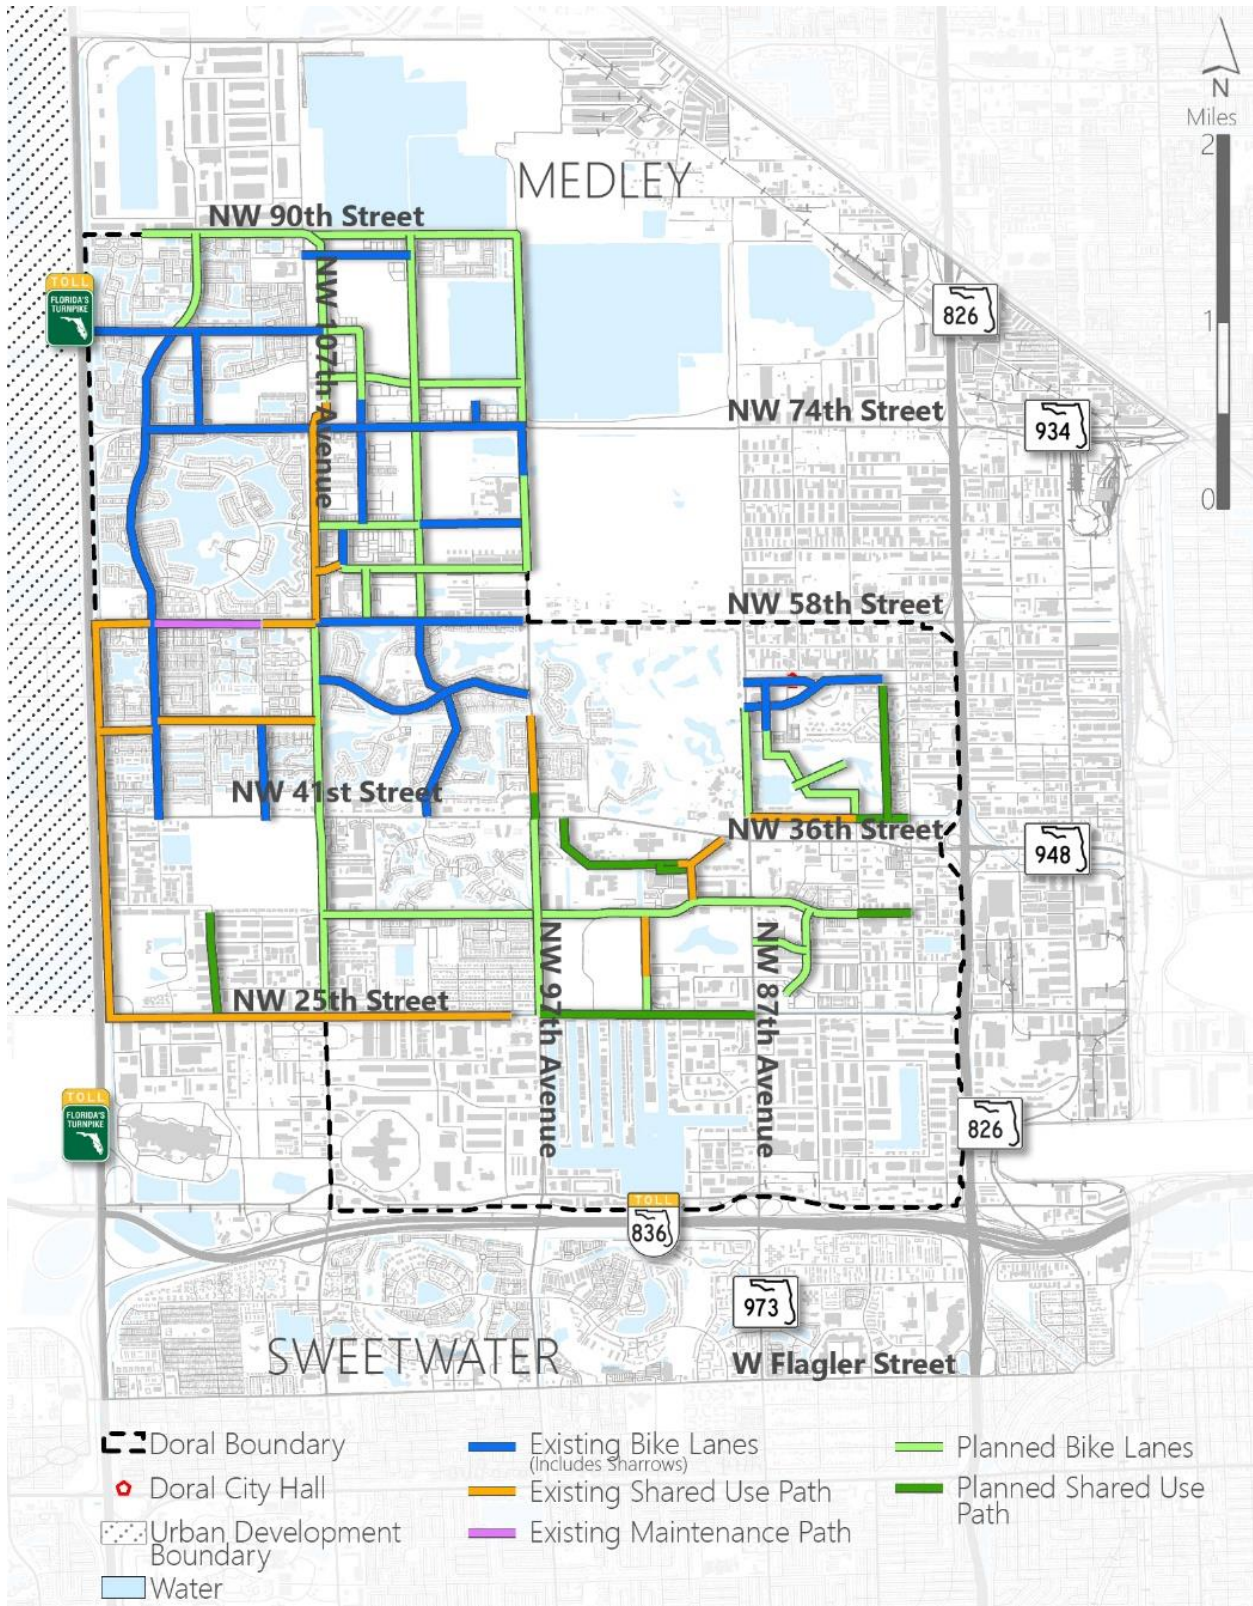 N
Miles
2
MEDLEY
NW 90th Street
TOLL
FLORIDA'S
TURNPIKE
NW 107th Avenue
826
1
NW 74th Street
934
0
NW 58th Street
NW 41st Street
NW 36th Street
948
NW 97th Avenue
NW 87th Avenue
NW 25th Street
TOLL
FLORIDA'S
TURNPIKE
826
TOLL
836
973
SWEETWATER
W Flagler Street
Doral Boundary
Doral City Hall
Urban Development
Boundary
Water
Existing Bike Lanes
(Includes Sharrows)
Existing Shared Use Path
Existing Maintenance Path
Planned Bike Lanes
Planned Shared Use
Path